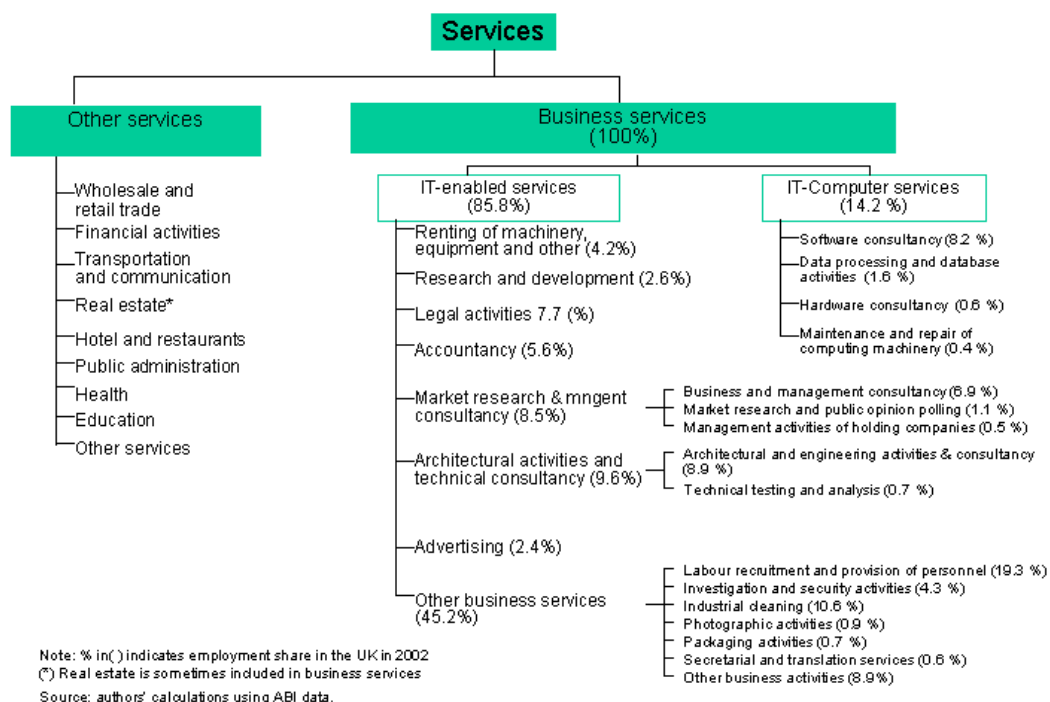 Services
Other services
Business services
(100%)
Wholesale and
retail trade
Financial activities
Transportation
and communication
Real estate*
Hotel and restaurants
Public administration
Health
Education
Other services
IT-enabled services
(85.8%)
Renting of machinery,
equipment and other (4.2%)
Research and development (2.6%)
Legal activities 7.7 (%)
Accountancy (5.6%)
Market research & mngent
consultancy (8.5%)
Business and management consultancy (6.9 %)
Market research and public opinion polling (1.1 %)
Management activities of holding companies (0.5 %)
Architectural activities and
technical consultancy (9.6%)
Architectural and engineering activities & consultancy
(8.9 %)
Technical testing and analysis (0.7 %)
Advertising (2.4%)
Other business services
(45.2%)
Labour recruitment and provision of personnel (19.3 %)
Investigation and security activities (4.3 %)
Industrial cleaning (10.6 %)
Photographic activities (0.9 %)
Packaging activities (0.7 %)
Secretarial and translation services (0.6 %)
Other business activities (8.9%)
IT-Computer services
(14.2 %)
Software consultancy (8.2 %)
Data processing and database
activities (1.6 %)
Hardware consultancy (0.6 %)
Maintenance and repair of
computing machinery (0.4 %)
Note: % in( ) indicates employment share in the UK in 2002
(*) Real estate is sometimes included in business services
Source: authors' calculations using ABI data.